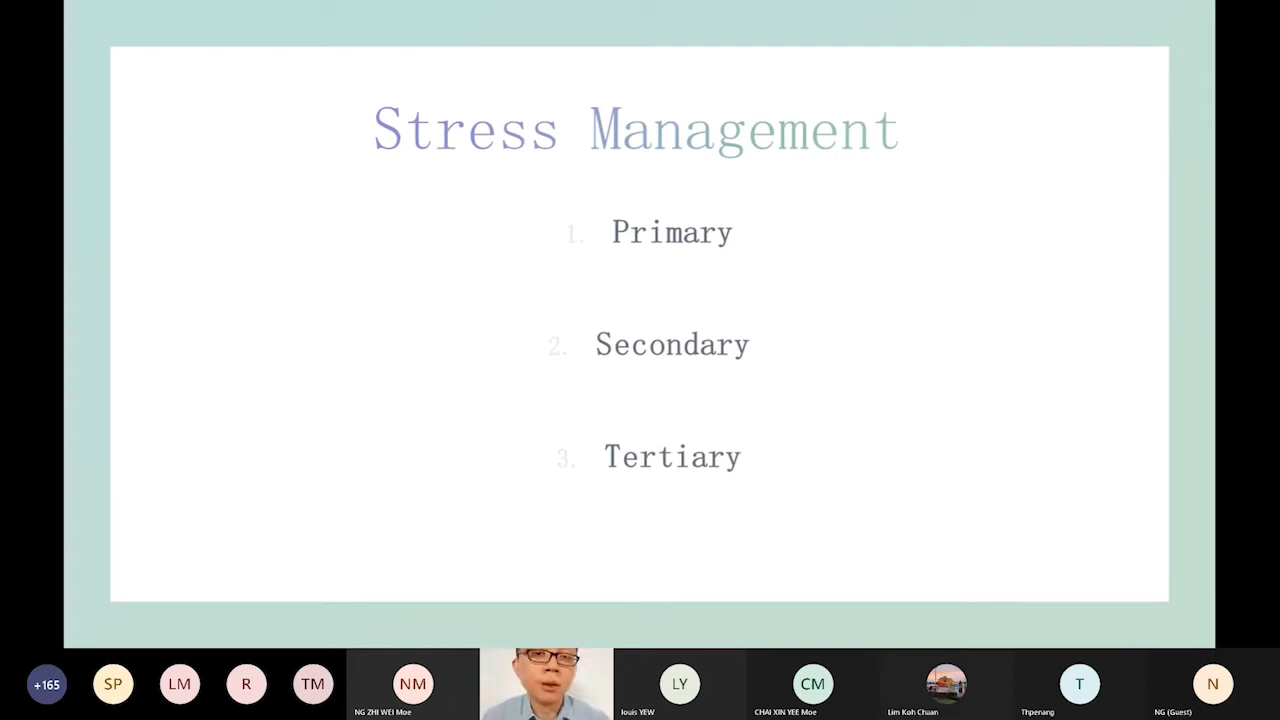 Stress Management
1. Primary
2. Secondary
3. Tertiary
+165
SP
LM
R
TM
NM
LY
CM
T
N
NG ZHI WEI Moe
louis YEW
CHAI XIN YEE Moe
Lim Koh Chuan
Thpenang
NG (Guest)